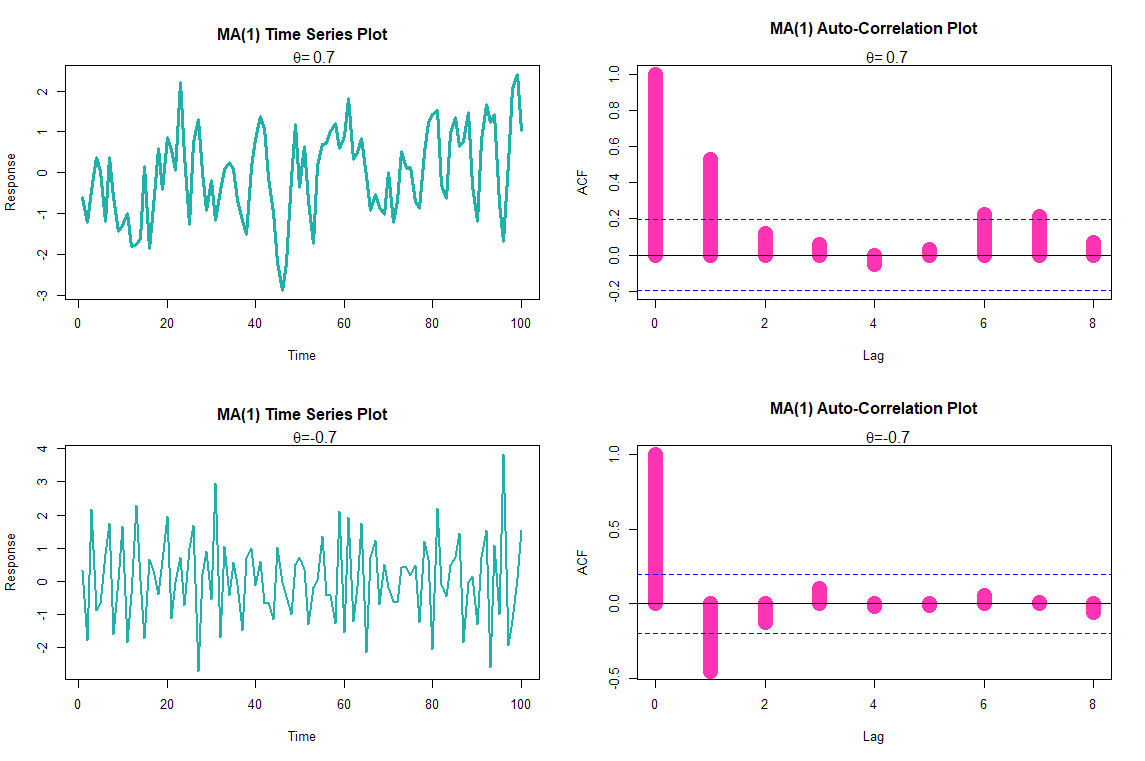 MA(1) Time Series Plot
θ= 0.7
Response
2
1
0
-1
-2
-3
0 20 40 60 80 100
Time
MA(1) Auto-Correlation Plot
θ= 0.7
ACF
1.0
0.8
0.6
0.4
0.2
0.0
-0.2
0 2 4 6 8
Lag
MA(1) Time Series Plot
θ=-0.7
Response
4
3
2
1
0
-1
-2
0 20 40 60 80 100
Time
MA(1) Auto-Correlation Plot
θ=-0.7
ACF
1.0
0.5
0.0
-0.5
0 2 4 6 8
Lag